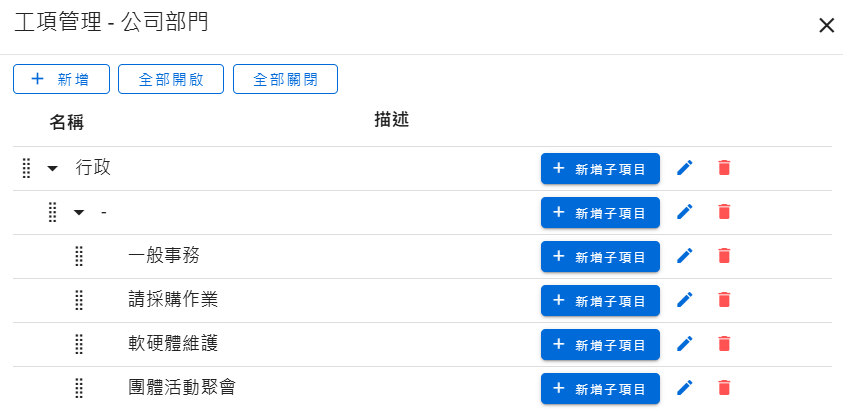 工項管理 - 公司部門
+ 新增 全部開啟 全部關閉
名稱 描述
行政 + 新增子項目
- + 新增子項目
一般事務 + 新增子項目
請採購作業 + 新增子項目
軟硬體維護 + 新增子項目
團體活動聚會 + 新增子項目